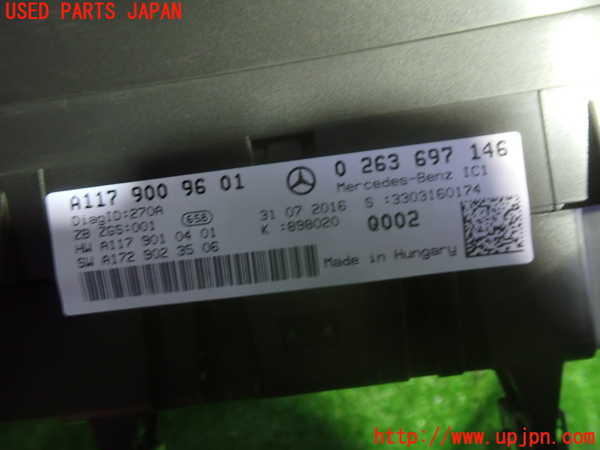 USED PARTS JAPAN
A117 900 96 01
0 263 697 146
DiagID:270A
658
Mercedes-Benz IC1
ZB ZGS:001
31 07 2016
S :3303160174
HW A117 901 04 01
K :898020
Q002
SW A172 902 35 06
Made in Hungary
http://www.upjpn.com/